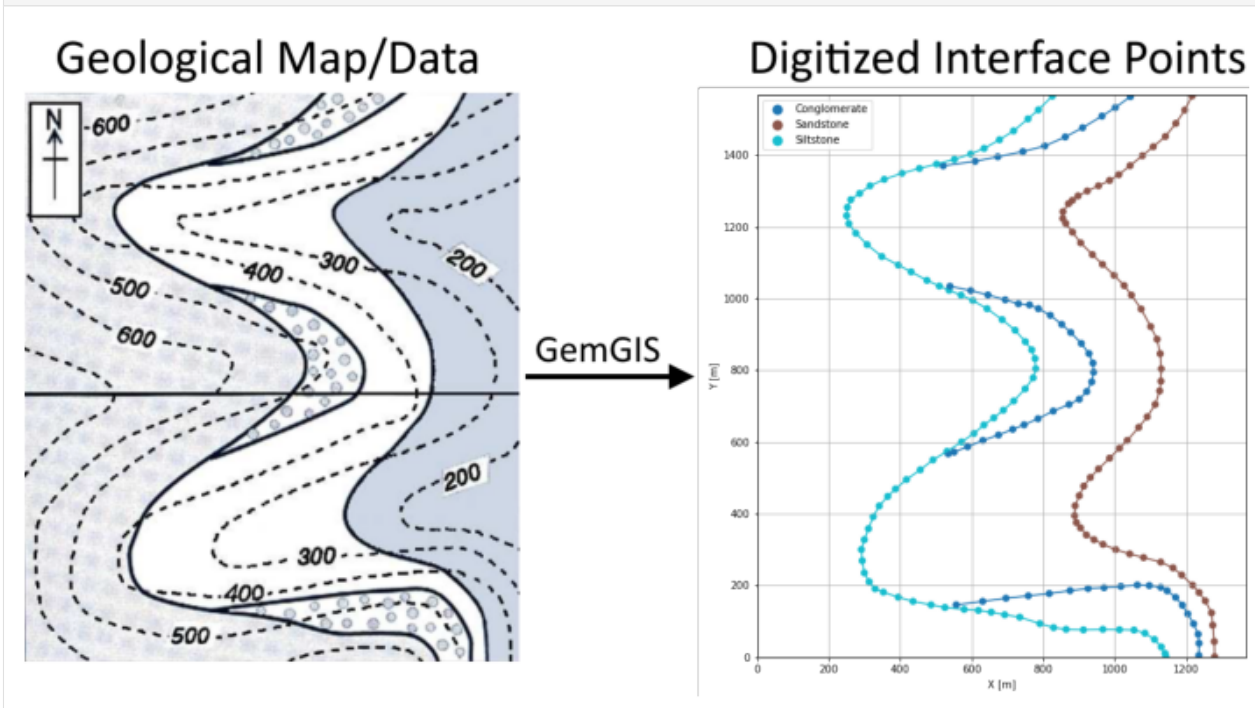 Geological Map/Data
Digitized Interface Points
N
600
500
400
300
200
600
200
300
400
500
GemGIS
Conglomerate
Sandstone
Siltstone
Y [m]
1400
1200
1000
800
600
400
200
0
0 200 400 600 800 1000 1200
X [m]